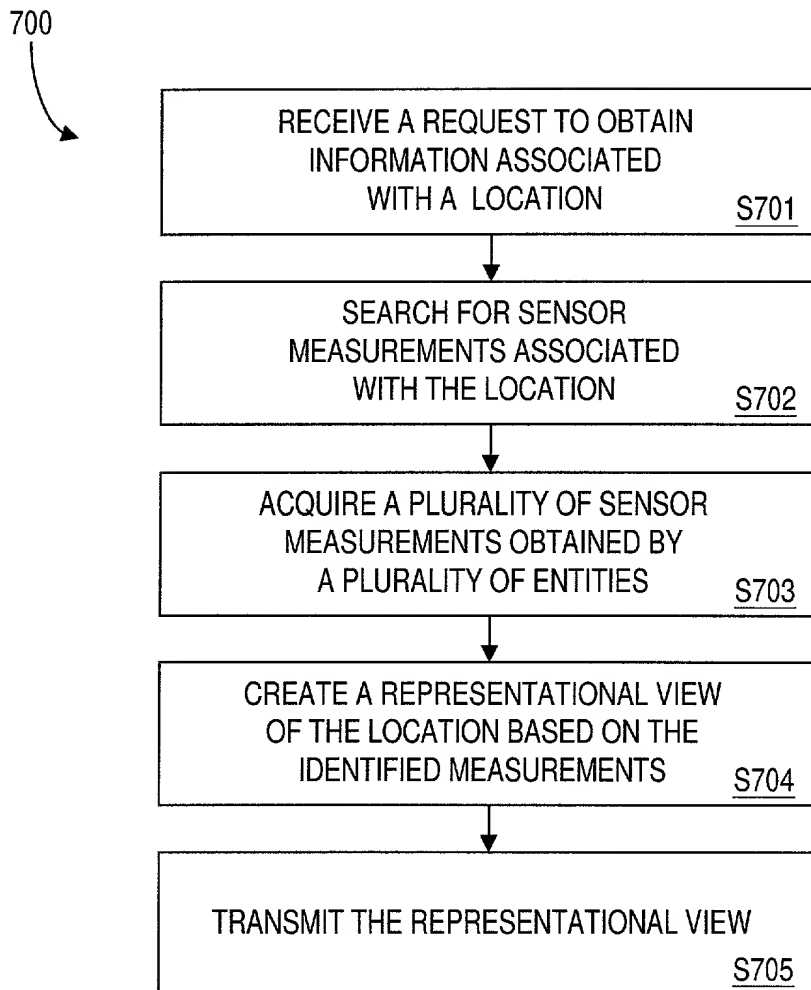 700
RECEIVE A REQUEST TO OBTAIN
INFORMATION ASSOCIATED
WITH A LOCATION
S701
SEARCH FOR SENSOR
MEASUREMENTS ASSOCIATED
WITH THE LOCATION
S702
ACQUIRE A PLURALITY OF SENSOR
MEASUREMENTS OBTAINED BY
A PLURALITY OF ENTITIES
S703
CREATE A REPRESENTATIONAL VIEW
OF THE LOCATION BASED ON THE
IDENTIFIED MEASUREMENTS
S704
TRANSMIT THE REPRESENTATIONAL VIEW
S705